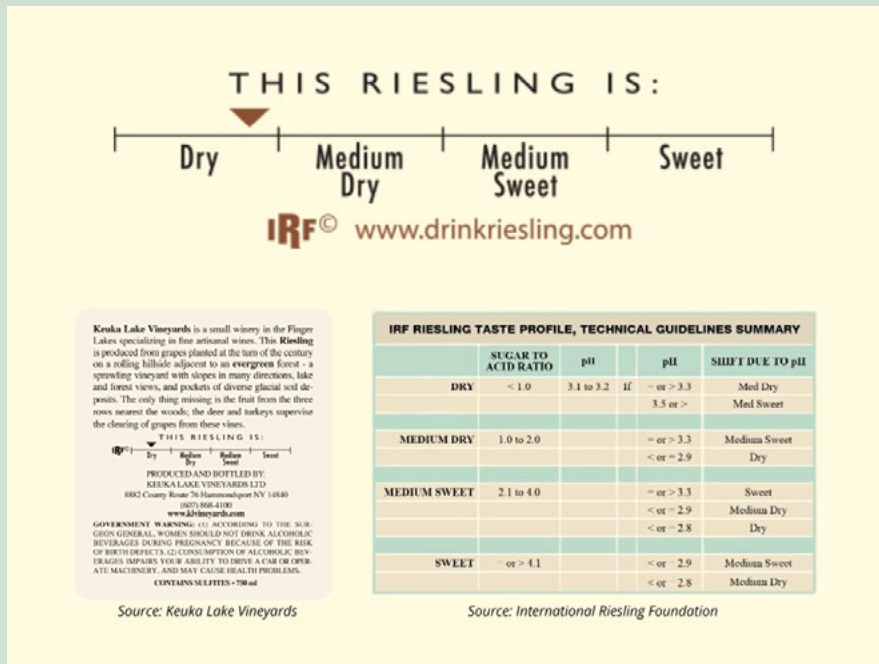 THIS RIESLING IS:
Dry
Medium
Dry
Medium
Sweet
Sweet
IRF© www.drinkriesling.com
Keuka Lake Vineyards is a small winery in the Finger
Lakes specializing in fine artisanal wines. This Riesling
is produced from grapes planted at the turn of the century
on a rolling hillside adjacent to an evergreen forest - a
sprawling vineyard with slopes in many directions, lake
and forest views, and pockets of diverse glacial soil de-
posits. The only thing missing is the fruit from the three
rows nearest the woods; the deer and turkeys supervise
the clearing of grapes from these vines.
THIS RIESLING IS:
IRF©
Dry
Medium
Dry
Medium
Sweet
Sweet
PRODUCED AND BOTTLED BY:
KEUKA LAKE VINEYARDS LTD
8882 County Route 76 Hammondsport NY 14840
(607) 868-4100
www.klvineyards.com
GOVERNMENT WARNING: (1) ACCORDING TO THE SUR-
GEON GENERAL, WOMEN SHOULD NOT DRINK ALCOHOLIC
BEVERAGES DURING PREGNANCY BECAUSE OF THE RISK
OF BIRTH DEFECTS. (2) CONSUMPTION OF ALCOHOLIC BEV-
ERAGES IMPAIRS YOUR ABILITY TO DRIVE A CAR OR OPER-
ATE MACHINERY, AND MAY CAUSE HEALTH PROBLEMS.
CONTAINS SULFITES • 750 ml
Source: Keuka Lake Vineyards
IRF RIESLING TASTE PROFILE, TECHNICAL GUIDELINES SUMMARY
SUGAR TO ACID RATIO pH pH SHIFT DUE TO pH
DRY < 1.0 3.1 to 3.2 If = or > 3.3 Med Dry
3.5 or > Med Sweet
MEDIUM DRY 1.0 to 2.0 = or > 3.3 Medium Sweet
< or = 2.9 Dry
MEDIUM SWEET 2.1 to 4.0 = or > 3.3 Sweet
< or = 2.9 Medium Dry
< or = 2.8 Dry
SWEET = or > 4.1 < or = 2.9 Medium Sweet
< or = 2.8 Medium Dry
Source: International Riesling Foundation